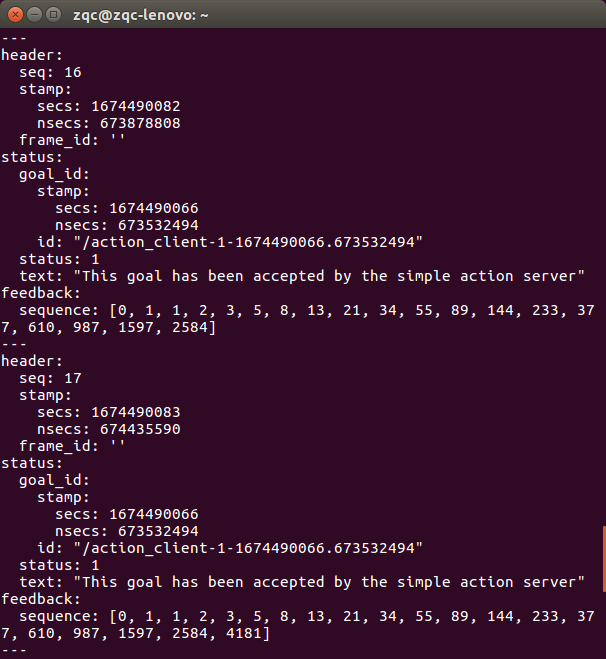 zqc@zqc-lenovo: ~
---
header:
  seq: 16
  stamp:
    secs: 1674490082
    nsecs: 673878808
  frame_id: ''
status:
  goal_id:
    stamp:
      secs: 1674490066
      nsecs: 673532494
    id: "/action_client-1-1674490066.673532494"
  status: 1
  text: "This goal has been accepted by the simple action server"
feedback:
  sequence: [0, 1, 1, 2, 3, 5, 8, 13, 21, 34, 55, 89, 144, 233, 37
7, 610, 987, 1597, 2584]
---
header:
  seq: 17
  stamp:
    secs: 1674490083
    nsecs: 674435590
  frame_id: ''
status:
  goal_id:
    stamp:
      secs: 1674490066
      nsecs: 673532494
    id: "/action_client-1-1674490066.673532494"
  status: 1
  text: "This goal has been accepted by the simple action server"
feedback:
  sequence: [0, 1, 1, 2, 3, 5, 8, 13, 21, 34, 55, 89, 144, 233, 37
7, 610, 987, 1597, 2584, 4181]
---